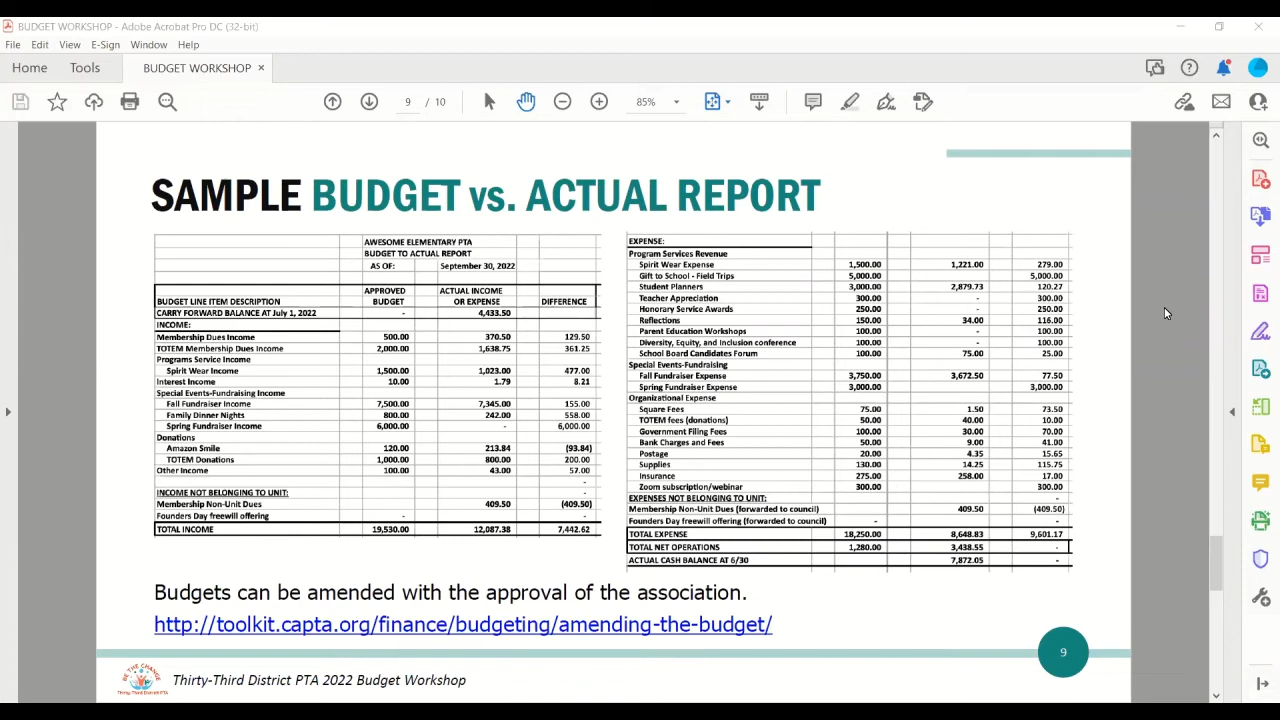 BUDGET WORKSHOP - Adobe Acrobat Pro DC (32-bit)
File Edit View E-Sign Window Help
Home Tools BUDGET WORKSHOP ×
9 / 10 85%
SAMPLE BUDGET vs. ACTUAL REPORT
AWESOME ELEMENTARY PTA
BUDGET TO ACTUAL REPORT
AS OF: September 30, 2022
APPROVED ACTUAL INCOME
BUDGET LINE ITEM DESCRIPTION BUDGET OR EXPENSE DIFFERENCE
CARRY FORWARD BALANCE AT July 1, 2022 - 4,433.50
INCOME:
Membership Dues Income 500.00 370.50 129.50
TOTEM Membership Dues Income 2,000.00 1,638.75 361.25
Programs Service Income
Spirit Wear Income 1,500.00 1,023.00 477.00
Interest Income 10.00 1.79 8.21
Special Events-Fundraising Income
Fall Fundraiser Income 7,500.00 7,345.00 155.00
Family Dinner Nights 800.00 242.00 558.00
Spring Fundraiser Income 6,000.00 - 6,000.00
Donations
Amazon Smile 120.00 213.84 (93.84)
TOTEM Donations 1,000.00 800.00 200.00
Other Income 100.00 43.00 57.00
-
INCOME NOT BELONGING TO UNIT: -
Membership Non-Unit Dues 409.50 (409.50)
Founders Day freewill offering - -
TOTAL INCOME 19,530.00 12,087.38 7,442.62
EXPENSE:
Program Services Revenue
Spirit Wear Expense 1,500.00 1,221.00 279.00
Gift to School - Field Trips 5,000.00 5,000.00
Student Planners 3,000.00 2,879.73 120.27
Teacher Appreciation 300.00 - 300.00
Honorary Service Awards 250.00 - 250.00
Reflections 150.00 34.00 116.00
Parent Education Workshops 100.00 - 100.00
Diversity, Equity, and Inclusion conference 100.00 - 100.00
School Board Candidates Forum 100.00 75.00 25.00
Special Events-Fundraising
Fall Fundraiser Expense 3,750.00 3,672.50 77.50
Spring Fundraiser Expense 3,000.00 3,000.00
Organizational Expense
Square Fees 75.00 1.50 73.50
TOTEM fees (donations) 50.00 40.00 10.00
Government Filing Fees 100.00 30.00 70.00
Bank Charges and Fees 50.00 9.00 41.00
Postage 20.00 4.35 15.65
Supplies 130.00 14.25 115.75
Insurance 275.00 258.00 17.00
Zoom subscription/webinar 300.00 300.00
EXPENSES NOT BELONGING TO UNIT: -
Membership Non-Unit Dues (forwarded to council) 409.50 (409.50)
Founders Day freewill offering (forwarded to council) - -
TOTAL EXPENSE 18,250.00 8,648.83 9,601.17
TOTAL NET OPERATIONS 1,280.00 3,438.55 -
ACTUAL CASH BALANCE AT 6/30 7,872.05 -
Budgets can be amended with the approval of the association.
http://toolkit.capta.org/finance/budgeting/amending-the-budget/
9
BE THE CHANGE
Thirty-Third District PTA
Thirty-Third District PTA 2022 Budget Workshop